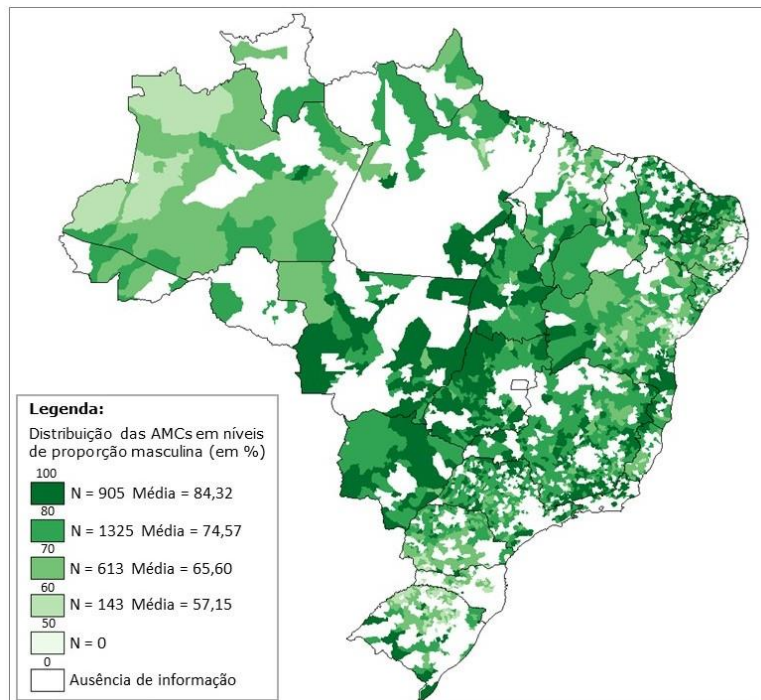 Legenda:
Distribuição das AMCs em níveis
de proporção masculina (em %)
100
N = 905 Média = 84,32
80
N = 1325 Média = 74,57
70
N = 613 Média = 65,60
60
N = 143 Média = 57,15
50
N = 0
0
Ausência de informação